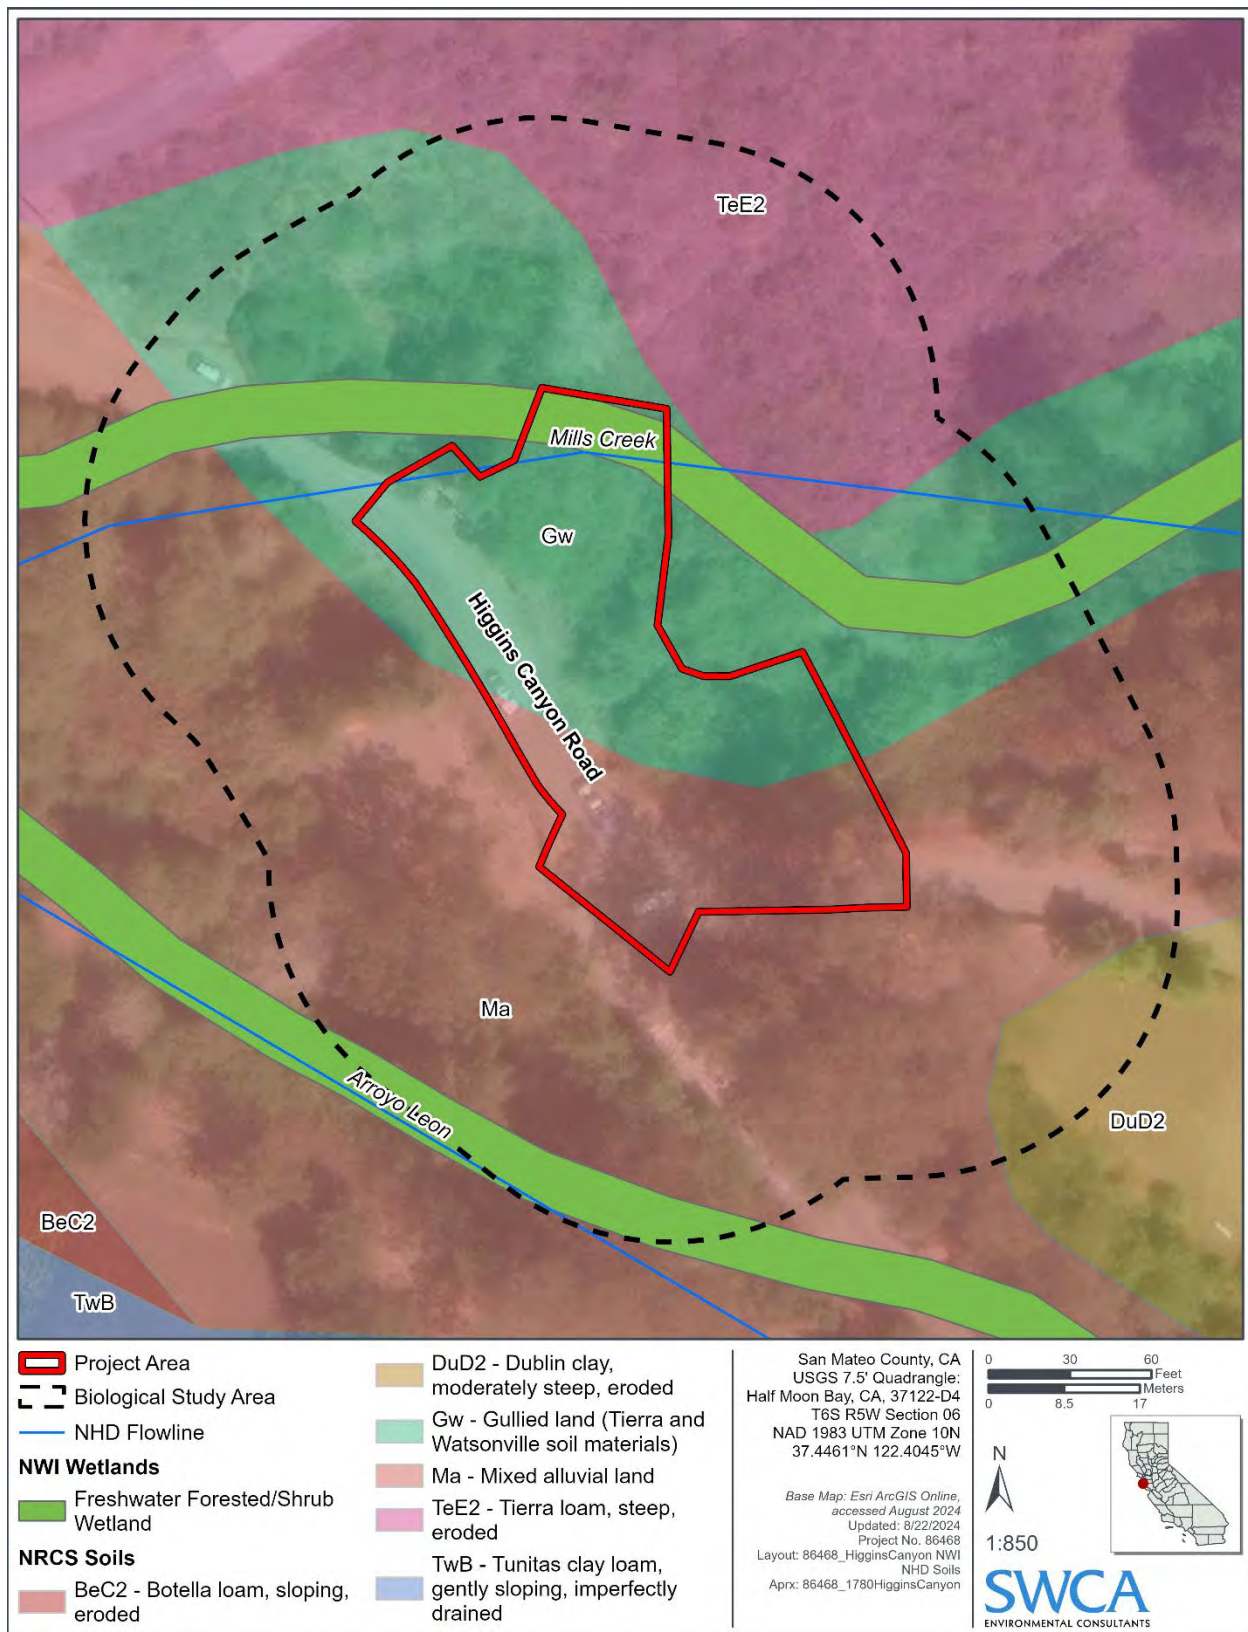 TeE2
Mills Creek
Gw
Higgins Canyon Road
Ma
Arroyo Leon
DuD2
BeC2
TwB
Project Area
Biological Study Area
NHD Flowline
NWI Wetlands
Freshwater Forested/Shrub
Wetland
NRCS Soils
BeC2 - Botella loam, sloping,
eroded
DuD2 - Dublin clay,
moderately steep, eroded
Gw - Gullied land (Tierra and
Watsonville soil materials)
Ma - Mixed alluvial land
TeE2 - Tierra loam, steep,
eroded
TwB - Tunitas clay loam,
gently sloping, imperfectly
drained
San Mateo County, CA
USGS 7.5' Quadrangle:
Half Moon Bay, CA, 37122-D4
T6S R5W Section 06
NAD 1983 UTM Zone 10N
37.4461°N 122.4045°W
Base Map: Esri ArcGIS Online,
accessed August 2024
Updated: 8/22/2024
Project No. 86468
Layout: 86468_HigginsCanyon NWI
NHD Soils
Aprx: 86468_1780HigginsCanyon
0 30 60
Feet
Meters
0 8.5 17
N
1:850
SWCA
ENVIRONMENTAL CONSULTANTS